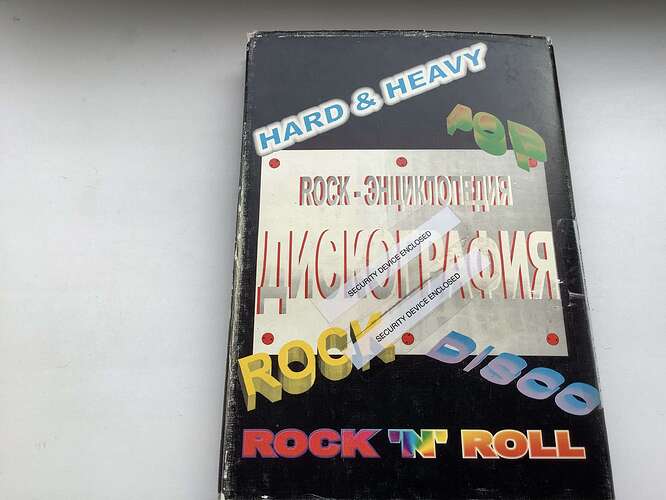 HARD & HEAVY
POP
ROCK - ЭНЦИКЛОПЕДИЯ
ДИСКОГРАФИЯ
SECURITY DEVICE ENCLOSED
SECURITY DEVICE ENCLOSED
ROCK
DISCO
ROCK 'N' ROLL